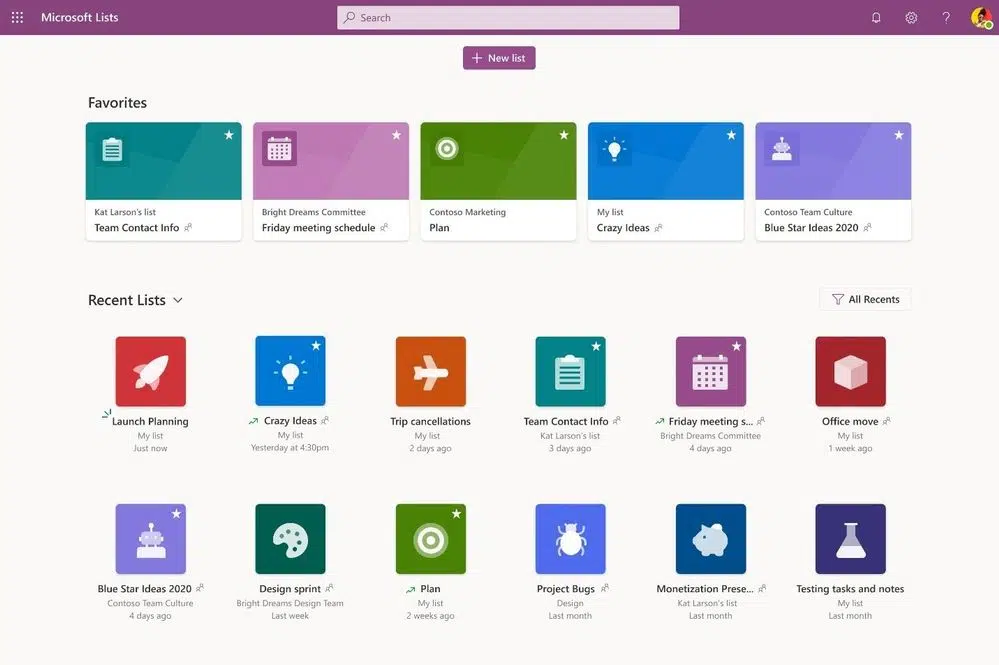 Microsoft Lists
Search
?
New list
Favorites
Kat Larson's list
Team Contact Info
Bright Dreams Committee
Friday meeting schedule
Contoso Marketing
Plan
My list
Crazy Ideas
Contoso Team Culture
Blue Star Ideas 2020
Recent Lists
All Recents
Launch Planning
My list
Just now
Crazy Ideas
My list
Yesterday at 4:30pm
Trip cancellations
My list
2 days ago
Team Contact Info
Kat Larson's list
3 days ago
Friday meeting s...
Bright Dreams Committee
4 days ago
Office move
My list
1 week ago
Blue Star Ideas 2020
Contoso Team Culture
4 days ago
Design sprint
Bright Dreams Design Team
Last week
Plan
My list
2 weeks ago
Project Bugs
Design
Last month
Monetization Prese...
Kat Larson's list
Last month
Testing tasks and notes
My list
Last month